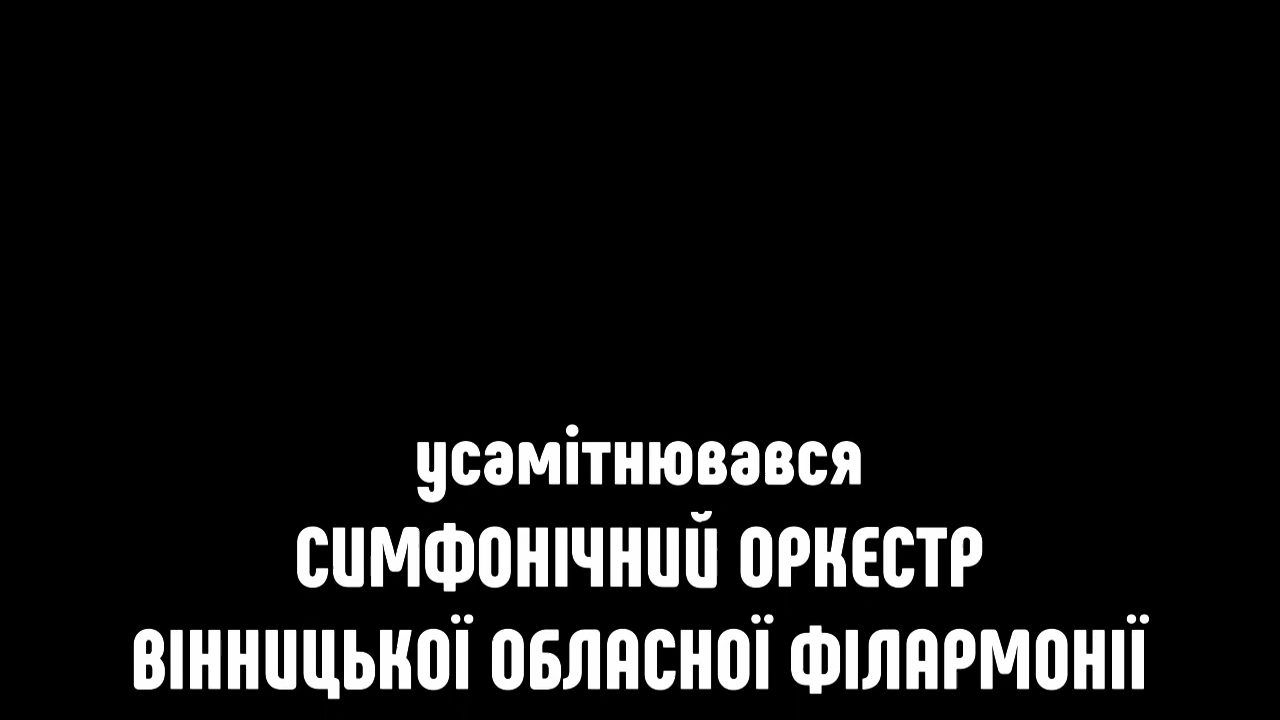 усамітнювався
СИМФОНІЧНИЙ ОРКЕСТР
ВІННИЦЬКОЇ ОБЛАСНОЇ ФІЛАРМОНІЇ